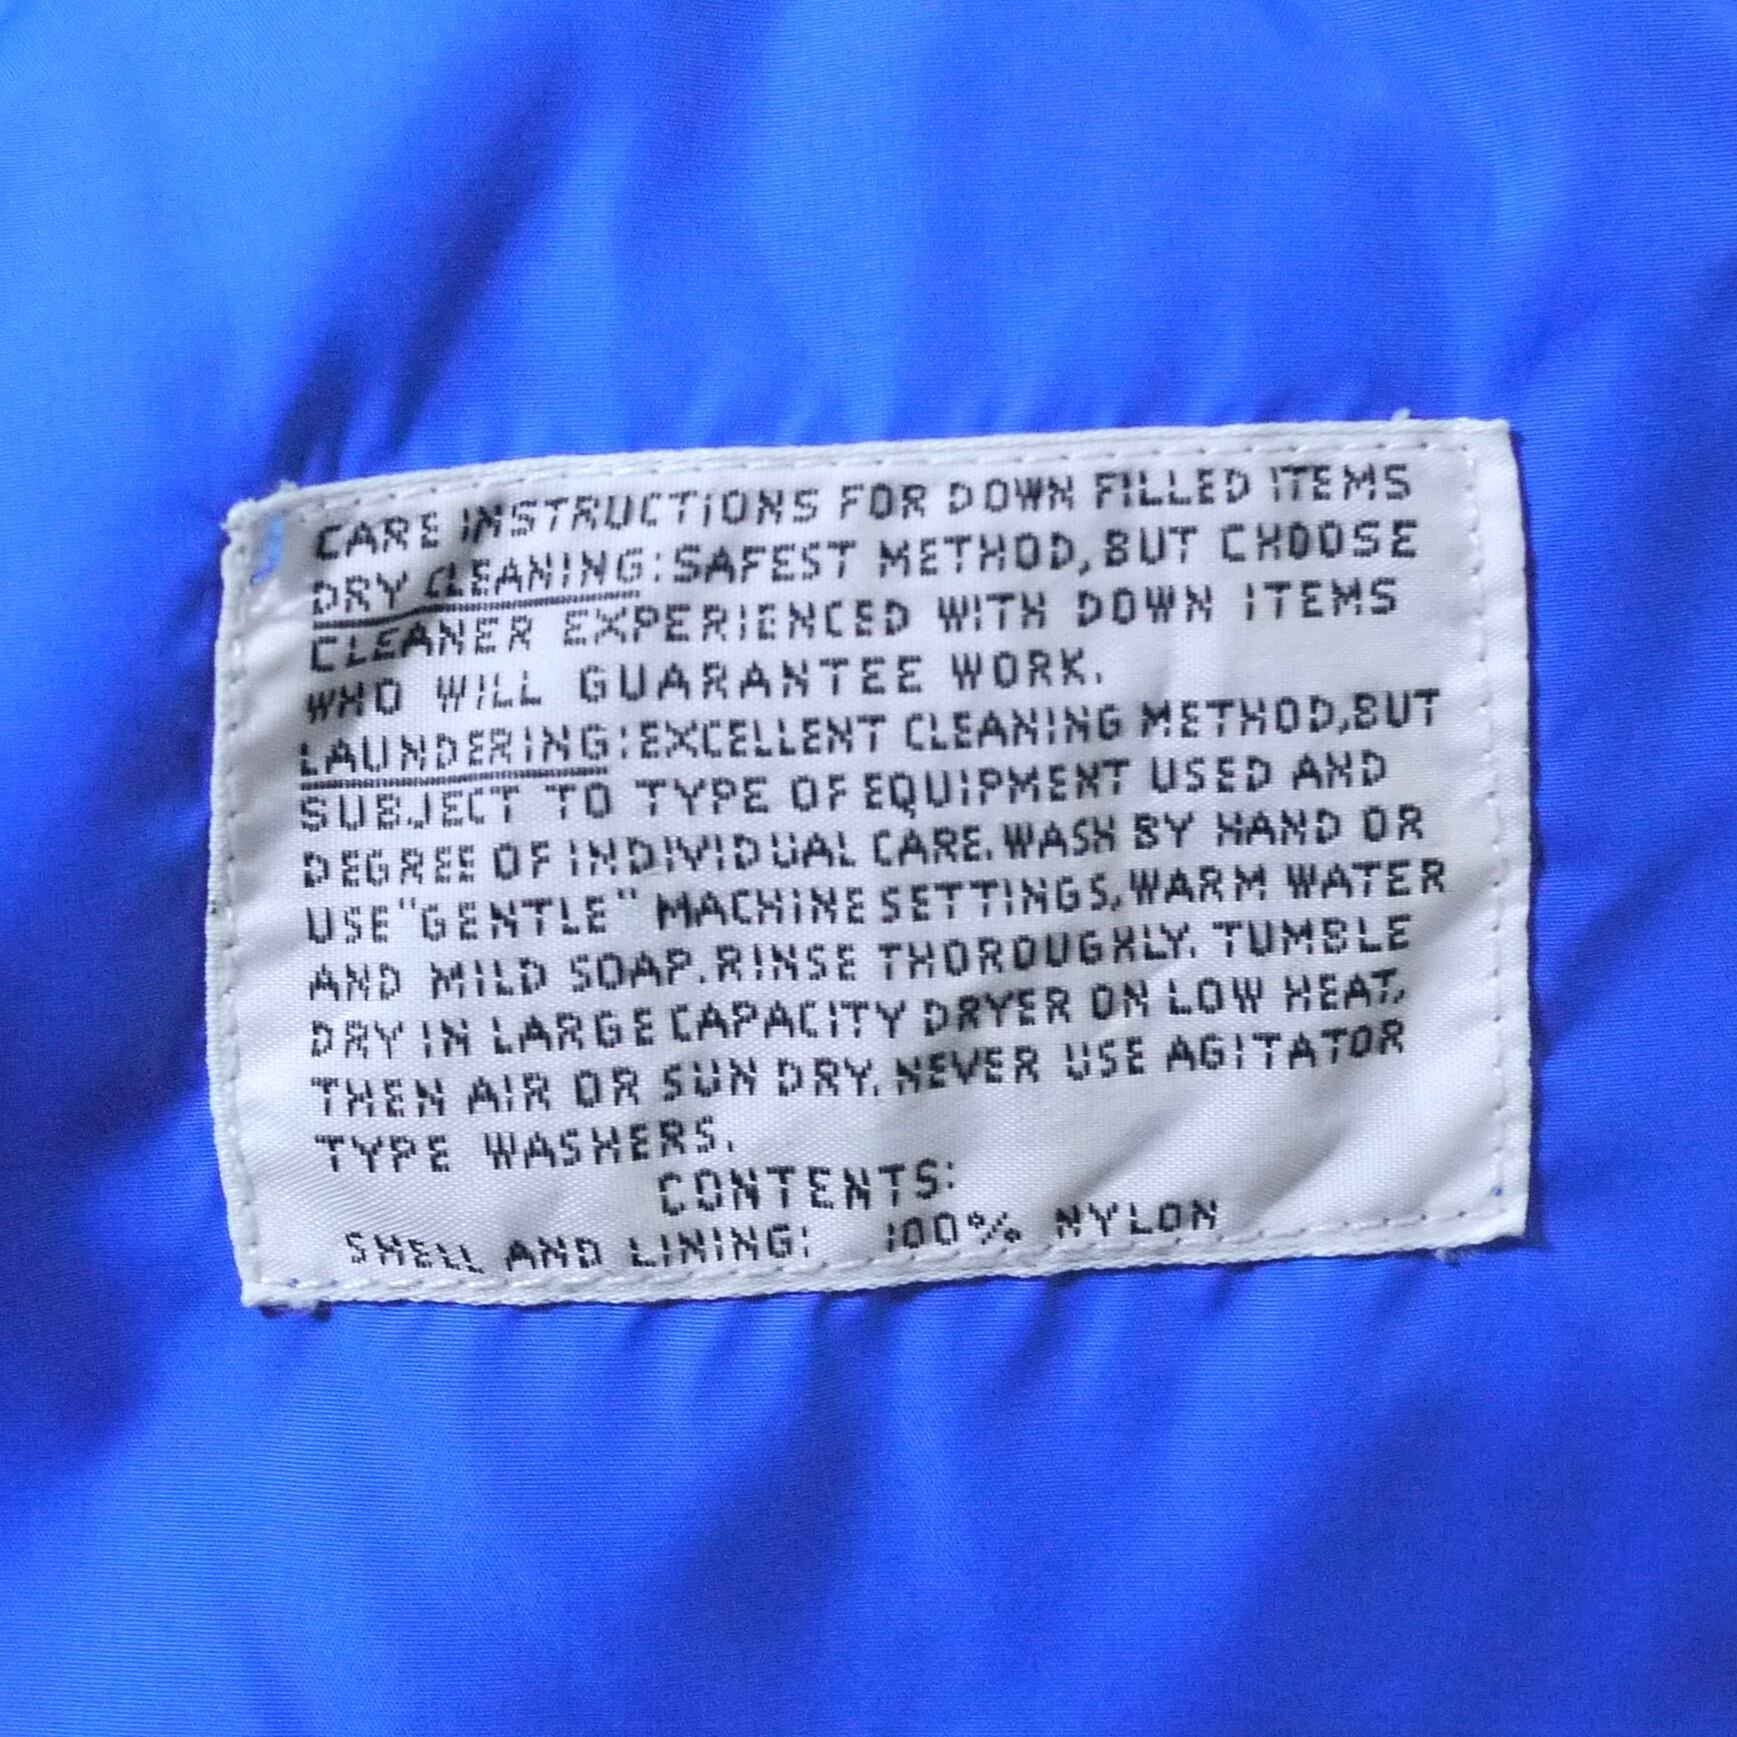 CARE INSTRUCTIONS FOR DOWN FILLED ITEMS
DRY CLEANING:SAFEST METHOD,BUT CHOOSE
CLEANER EXPERIENCED WITH DOWN ITEMS
WHO WILL GUARANTEE WORK.
LAUNDERING:EXCELLENT CLEANING METHOD,BUT
SUBJECT TO TYPE OF EQUIPMENT USED AND
DEGREE OF INDIVIDUAL CARE.WASH BY HAND OR
USE "GENTLE" MACHINE SETTINGS,WARM WATER
AND MILD SOAP.RINSE THOROUGHLY. TUMBLE
DRY IN LARGE CAPACITY DRYER ON LOW HEAT,
THEN AIR OR SUN DRY. NEVER USE AGITATOR
TYPE WASHERS.
CONTENTS:
SHELL AND LINING: 100% NYLON